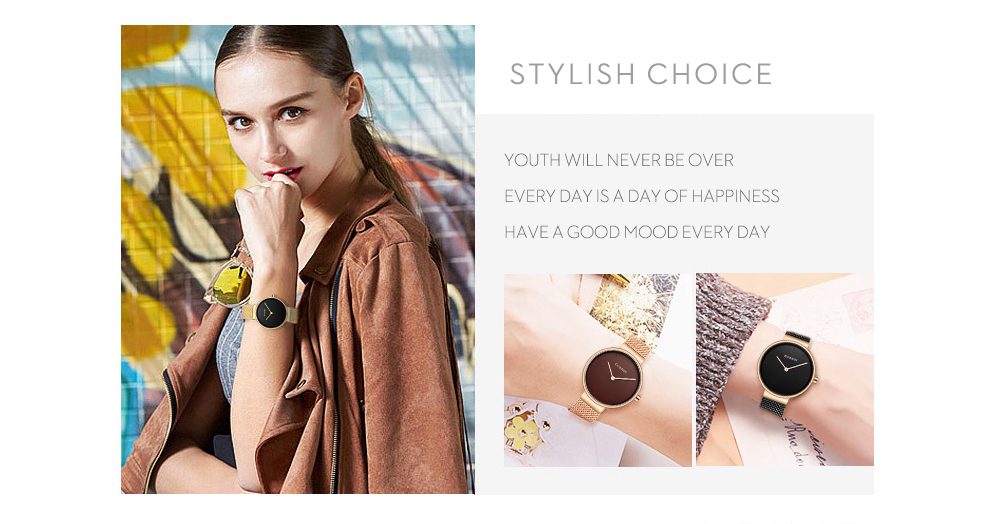 STYLISH CHOICE
YOUTH WILL NEVER BE OVER
EVERY DAY IS A DAY OF HAPPINESS
HAVE A GOOD MOOD EVERY DAY